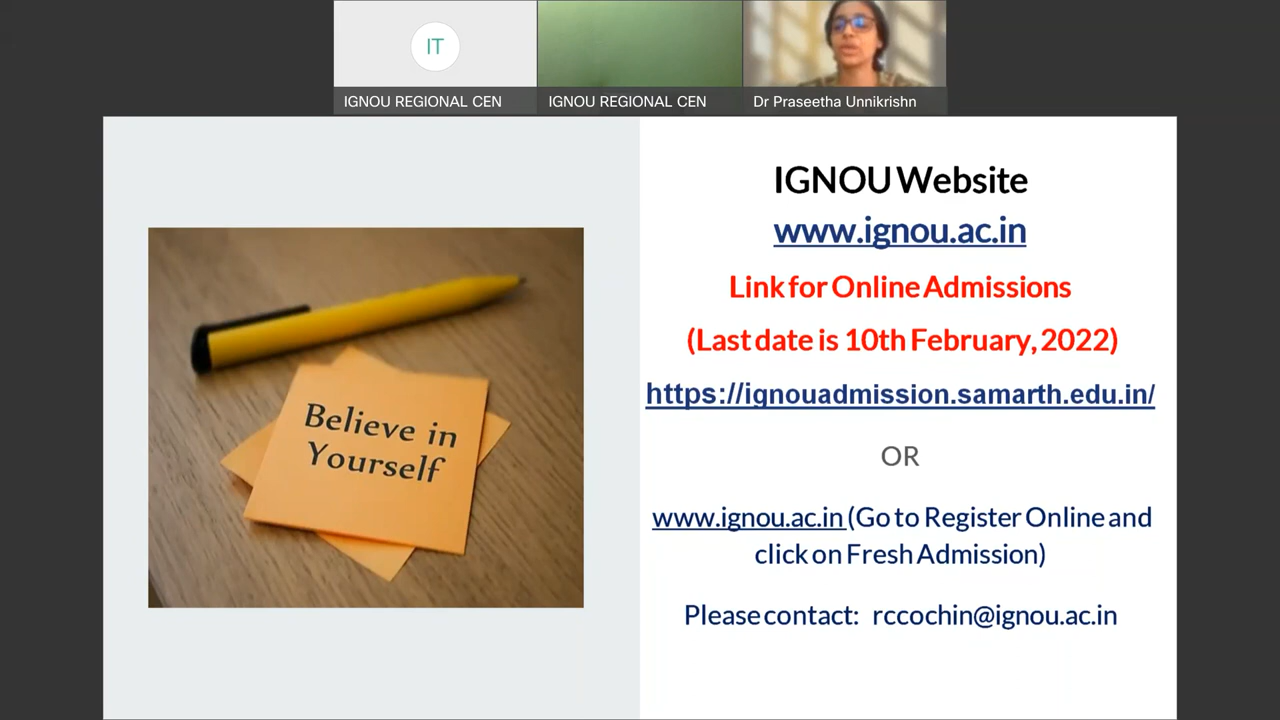 IT
IGNOU REGIONAL CEN
IGNOU REGIONAL CEN
Dr Praseetha Unnikrishn
Believe in
Yourself
IGNOU Website
www.ignou.ac.in
Link for Online Admissions
(Last date is 10th February, 2022)
https://ignouadmission.samarth.edu.in/
OR
www.ignou.ac.in (Go to Register Online and
click on Fresh Admission)
Please contact: rccochin@ignou.ac.in